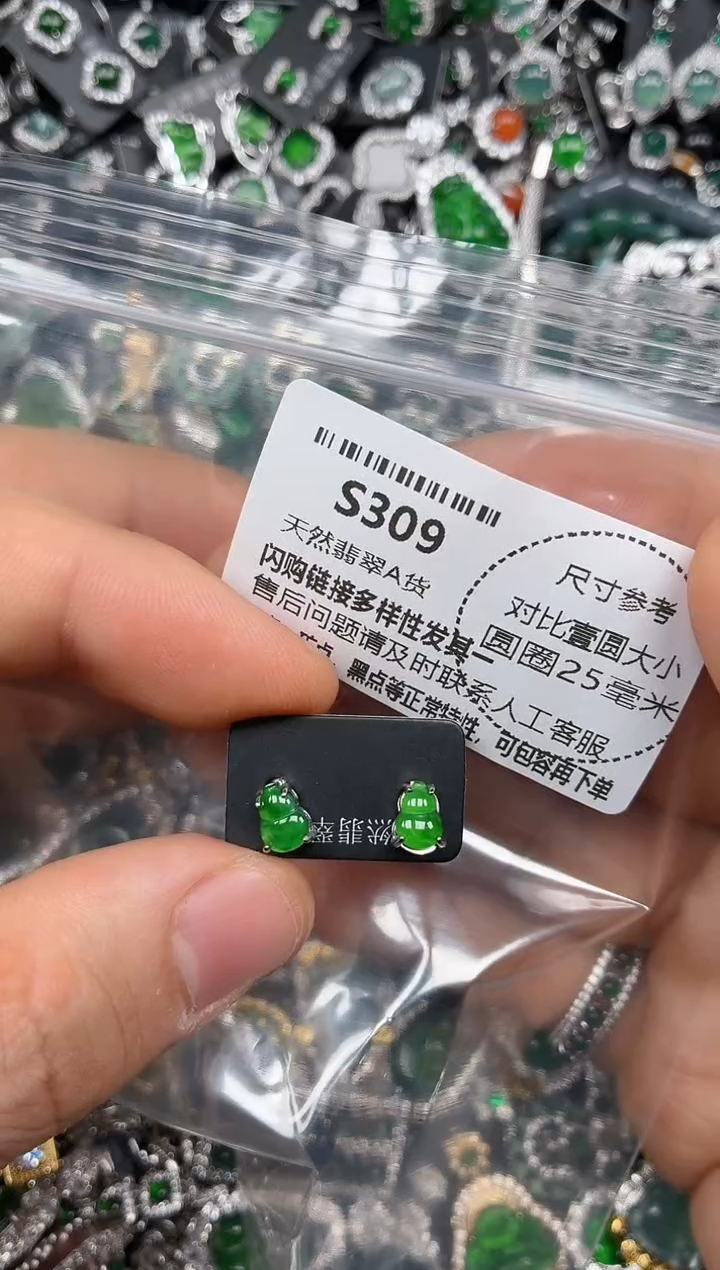 S309
天然翡翠A货
闪购链接多样性发其一
售后问题请及时联系人工客服
黑点等正常特性, 可包容再下单
尺寸参考
对比壹圆大小
圆圈25毫米
然翡翠